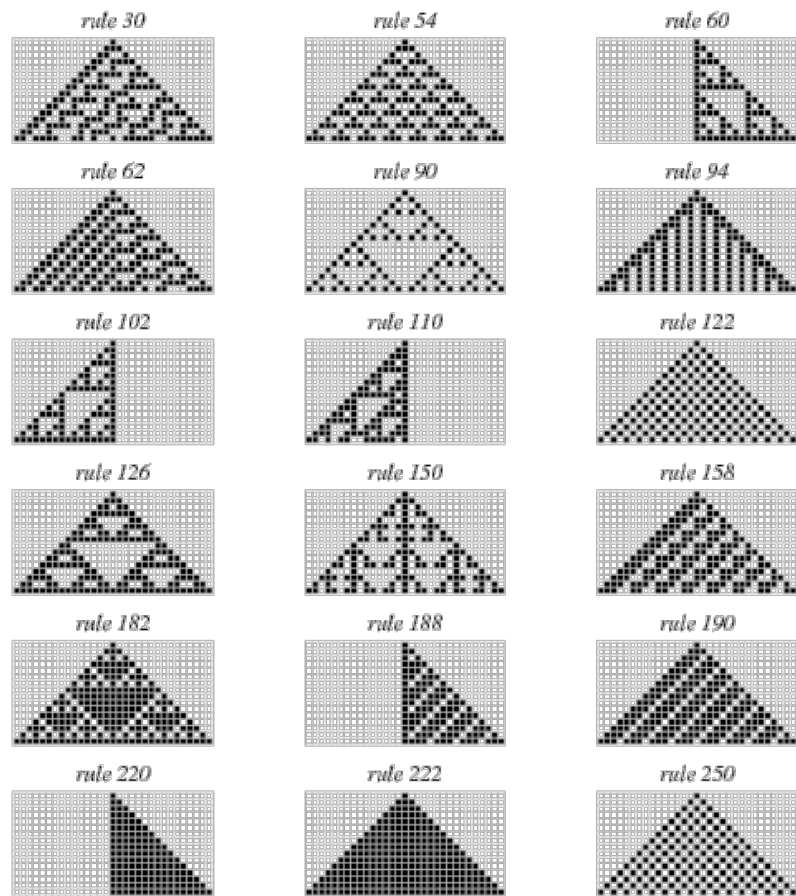 rule 30 rule 54 rule 60
rule 62 rule 90 rule 94
rule 102 rule 110 rule 122
rule 126 rule 150 rule 158
rule 182 rule 188 rule 190
rule 220 rule 222 rule 250